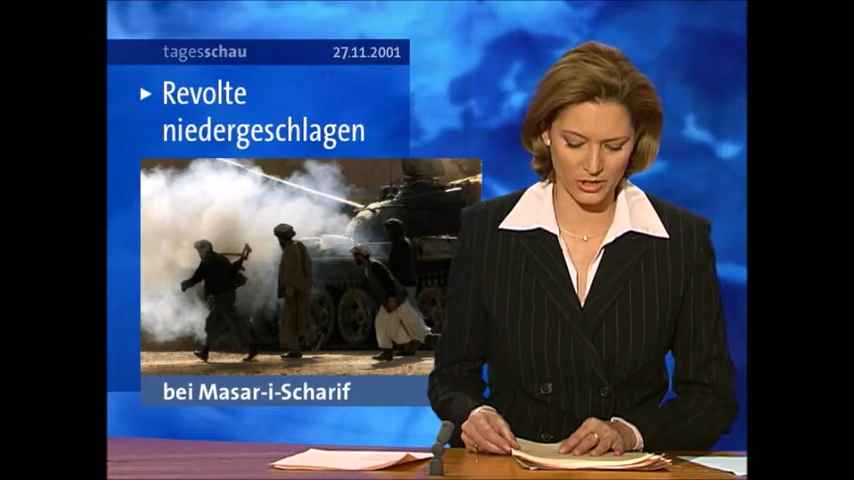 tagesschau 27.11.2001
Revolte
niedergeschlagen
bei Masar-i-Scharif